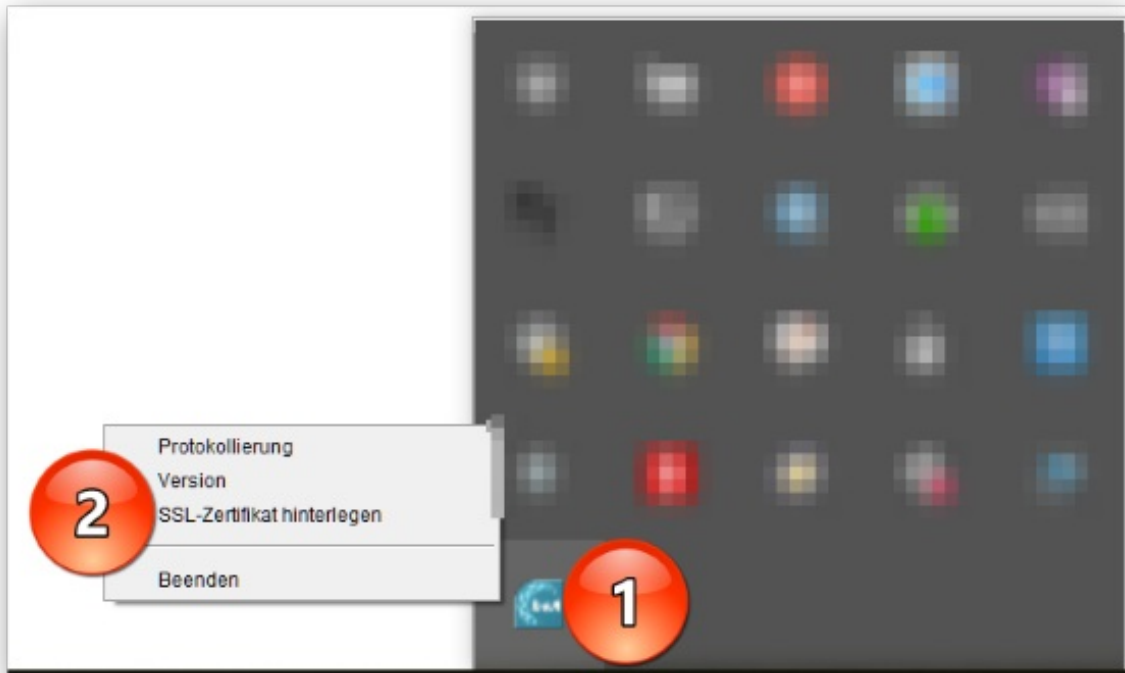 Protokollierung
Version
2
SSL-Zertifikat hinterlegen
Beenden
1